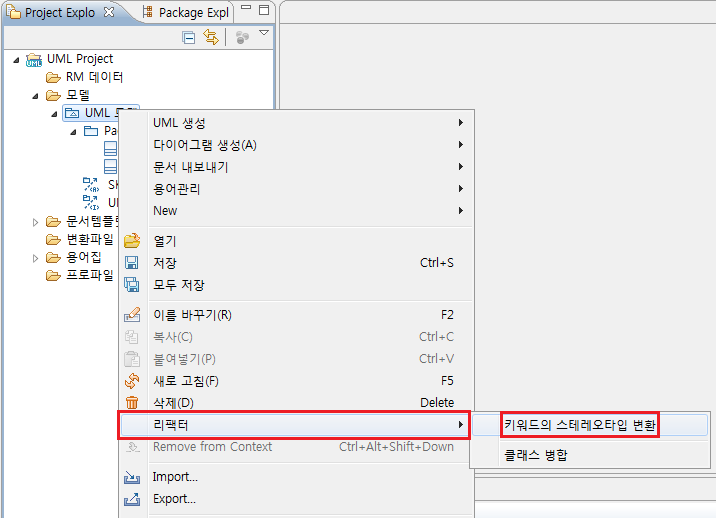 Project Explo
Package Expl
UML Project
RM 데이터
모델
UML
Pa
UML 생성
다이어그램 생성(A)
문서 내보내기
용어관리
New
문서템플릿
변환파일
용어집
프로파일
열기
저장 Ctrl+S
모두 저장
이름 바꾸기(R) F2
복사(C) Ctrl+C
붙여넣기(P) Ctrl+V
새로 고침(F) F5
삭제(D) Delete
리팩터
키워드의 스테레오타입 변환
Remove from Context Ctrl+Alt+Shift+Down
클래스 병합
Import...
Export...